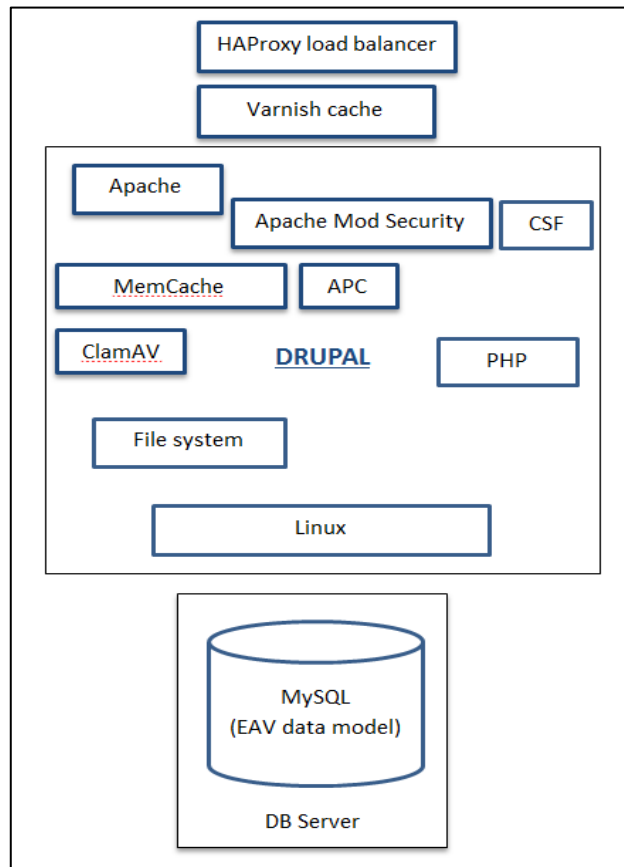 HAProxy load balancer
Varnish cache
Apache
Apache Mod Security
CSF
MemCache
APC
ClamAV
DRUPAL
PHP
File system
Linux
MySQL
(EAV data model)
DB Server